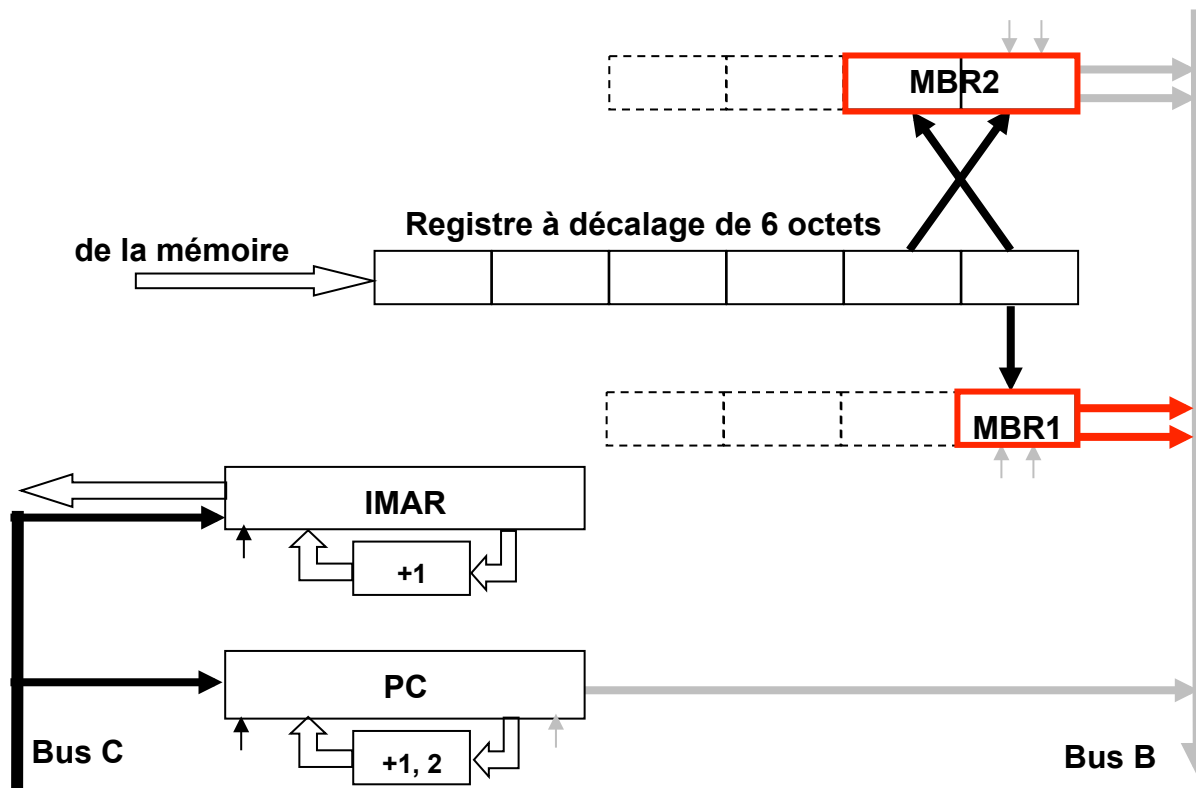 MBR2
Registre à décalage de 6 octets
de la mémoire
MBR1
IMAR
+1
PC
+1, 2
Bus C
Bus B